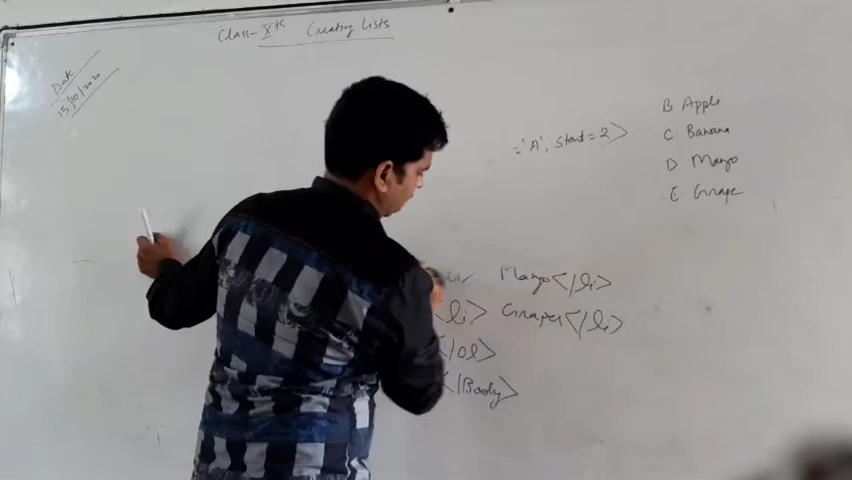 Class-Xth Creating Lists
Date
15/10/2020
='A', start=2>
B Apple
C. Banana
D Mango
E Grape
Mango</li>
<li> Grapes</li>
</ol>
</Body>